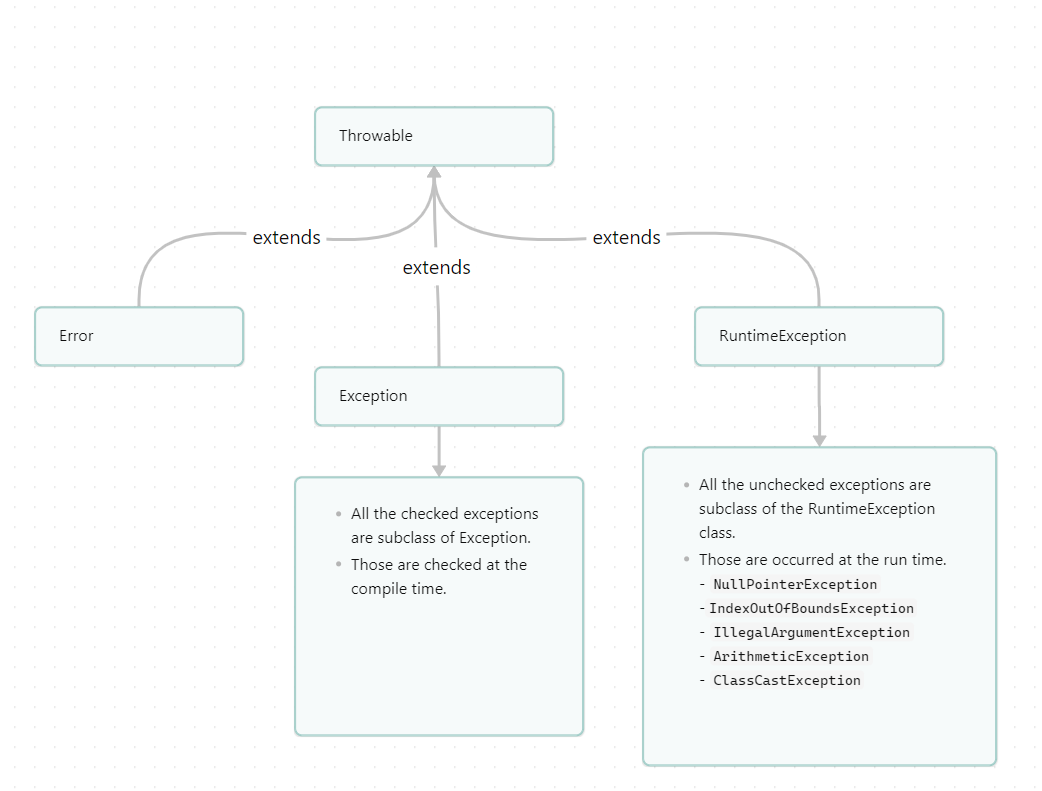 Throwable
extends
extends
extends
Error
RuntimeException
Exception
All the checked exceptions
are subclass of Exception.
Those are checked at the
compile time.
All the unchecked exceptions are
subclass of the RuntimeException
class.
Those are occurred at the run time.
- NullPointerException
- IndexOutOfBoundsException
- IllegalArgumentException
- ArithmeticException
- ClassCastException